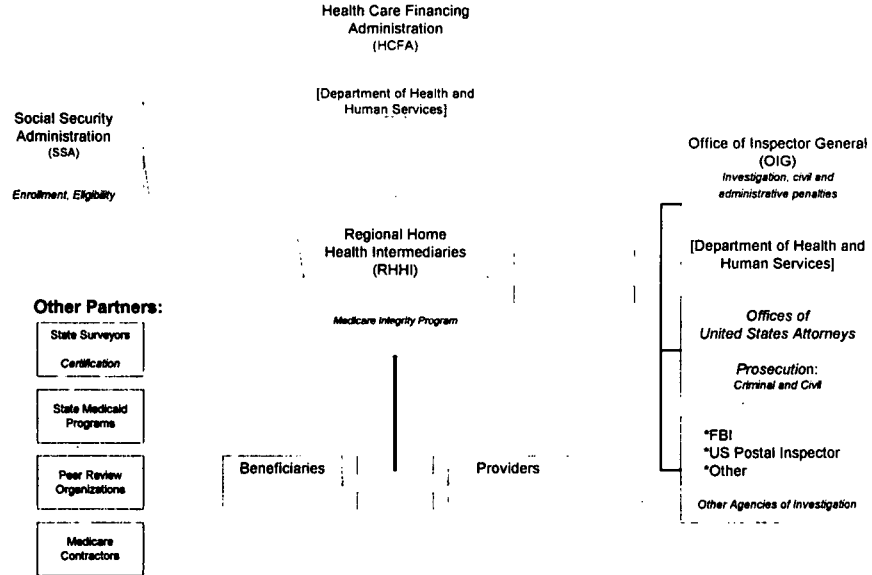 Health Care Financing
Administration
(HCFA)
[Department of Health and
Human Services]
Social Security
Administration
(SSA)
Enrollment, Eligibility
Office of Inspector General
(OIG)
Investigation, civil and
administrative penalties
[Department of Health and
Human Services]
Regional Home
Health Intermediaries
(RHHI)
Medicare Integrity Program
Offices of
United States Attorneys
Prosecution:
Criminal and Civil
Other Partners:
State Surveyors
Certification
State Medicaid
Programs
Peer Review
Organizations
Medicare
Contractors
Beneficiaries
Providers
*FBI
*US Postal Inspector
*Other
Other Agencies of Investigation